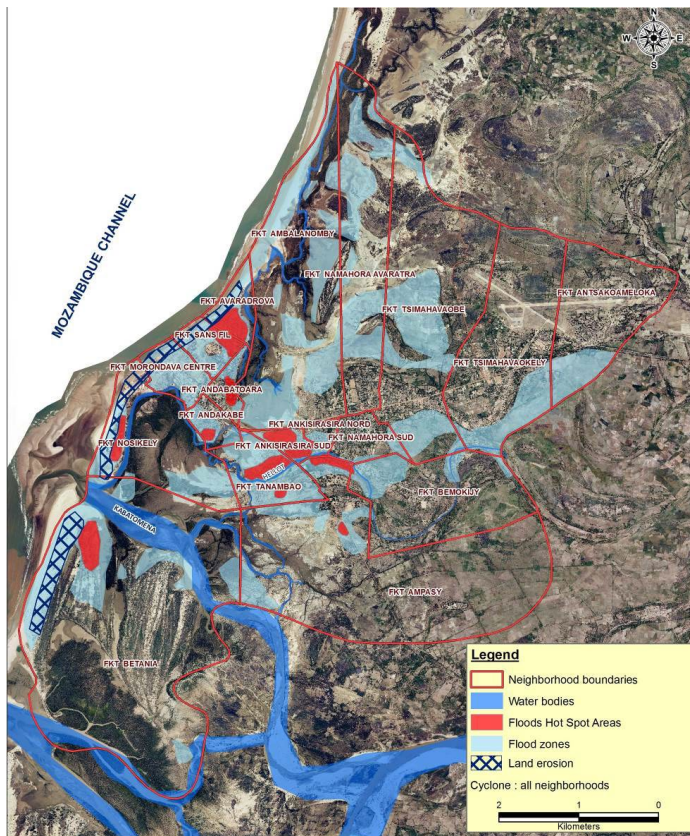 N
W E
S
MOZAMBIQUE CHANNEL
FKT AMBALANOMBY
FKT NAMAHORA AVARATRA
FKT AVARADROVA
FKT ANTSAKOAMELOKA
FKT TSIMAHAVAOBE
FKT SANS FIL
FKT MORONDAVA CENTRE
FKT TSIMAHAVAOKELY
FKT ANDABATOARA
FKT ANDAKABE
FKT ANKISIRASIRA NORD
FKT NAMAHORA SUD
FKT NOSIKELY
FKT ANKISIRASIRA SUD
HELLOT
FKT TANAMBAO
FKT BEMOKIJY
KABATOMENA
FKT AMPASY
FKT BETANIA
Legend
Neighborhood boundaries
Water bodies
Floods Hot Spot Areas
Flood zones
Land erosion
Cyclone : all neighborhoods
2 1 0
Kilometers